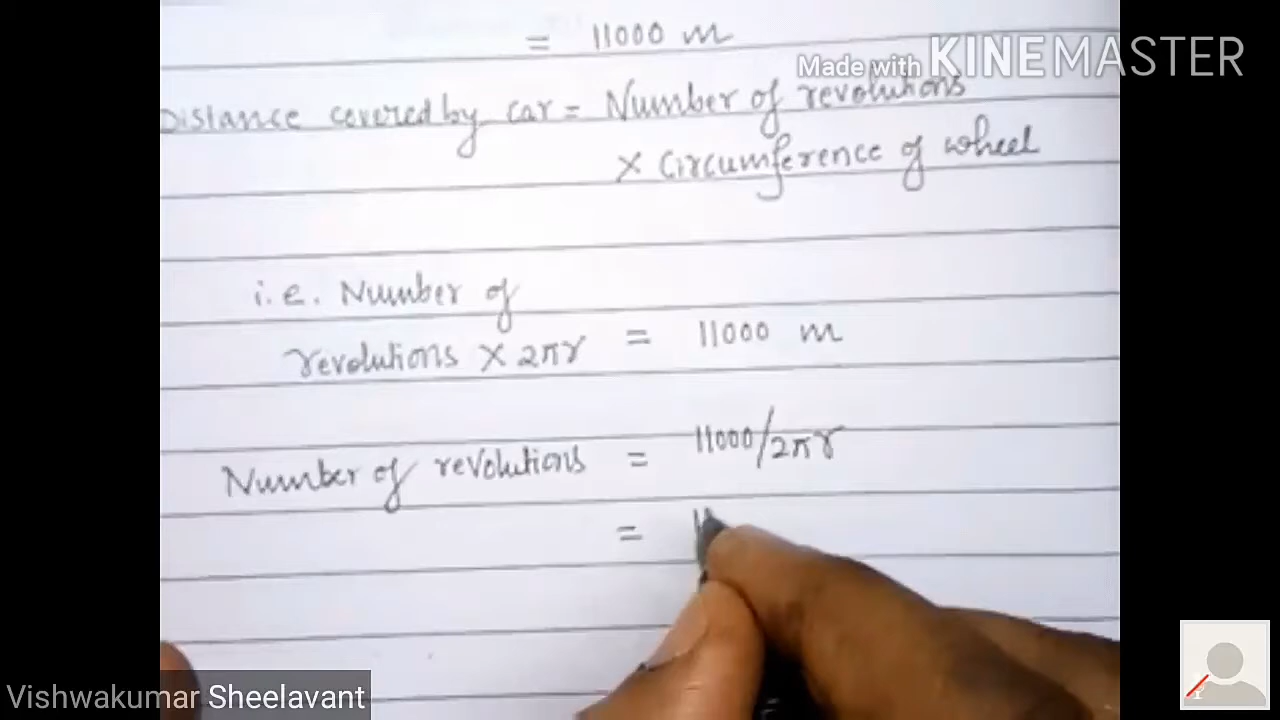 = 11000 m
Made with KINEMASTER
Distance covered by car = Number of revolutions
× Circumference of wheel
i.e. Number of
revolutions × 2πr = 11000 m
Number of revolutions = 11000/2πr
= 11
Vishwakumar Sheelavant